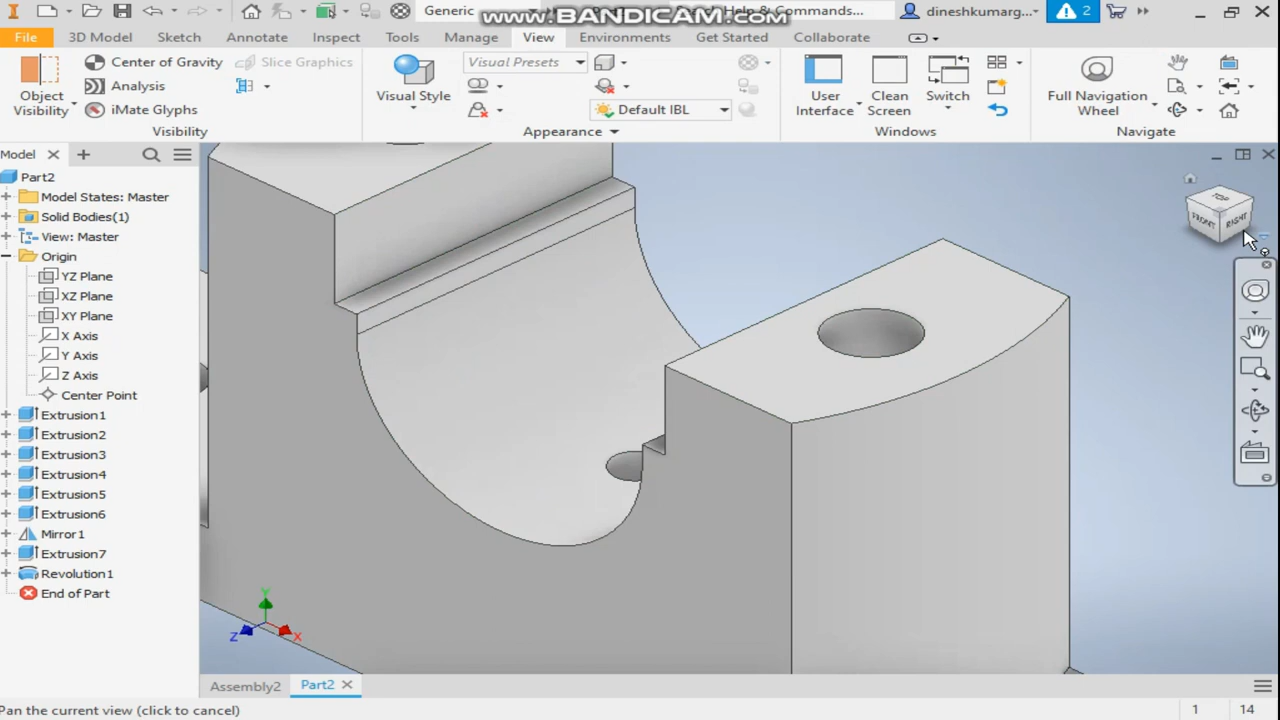 Generic
www.BANDICAM.com
Help & Commands...
dineshkumarg...
2
File
3D Model
Sketch
Annotate
Inspect
Tools
Manage
View
Environments
Get Started
Collaborate
Object
Visibility
Center of Gravity
Analysis
iMate Glyphs
Slice Graphics
Visibility
Visual Style
Visual Presets
Default IBL
Appearance
User
Interface
Clean
Screen
Switch
Windows
Full Navigation
Wheel
Navigate
Model
Part2
Model States: Master
Solid Bodies(1)
View: Master
Origin
YZ Plane
XZ Plane
XY Plane
X Axis
Y Axis
Z Axis
Center Point
Extrusion1
Extrusion2
Extrusion3
Extrusion4
Extrusion5
Extrusion6
Mirror1
Extrusion7
Revolution1
End of Part
TOP
FRONT
RIGHT
Y
Z
X
Assembly2
Part2
Pan the current view (click to cancel)
1
14